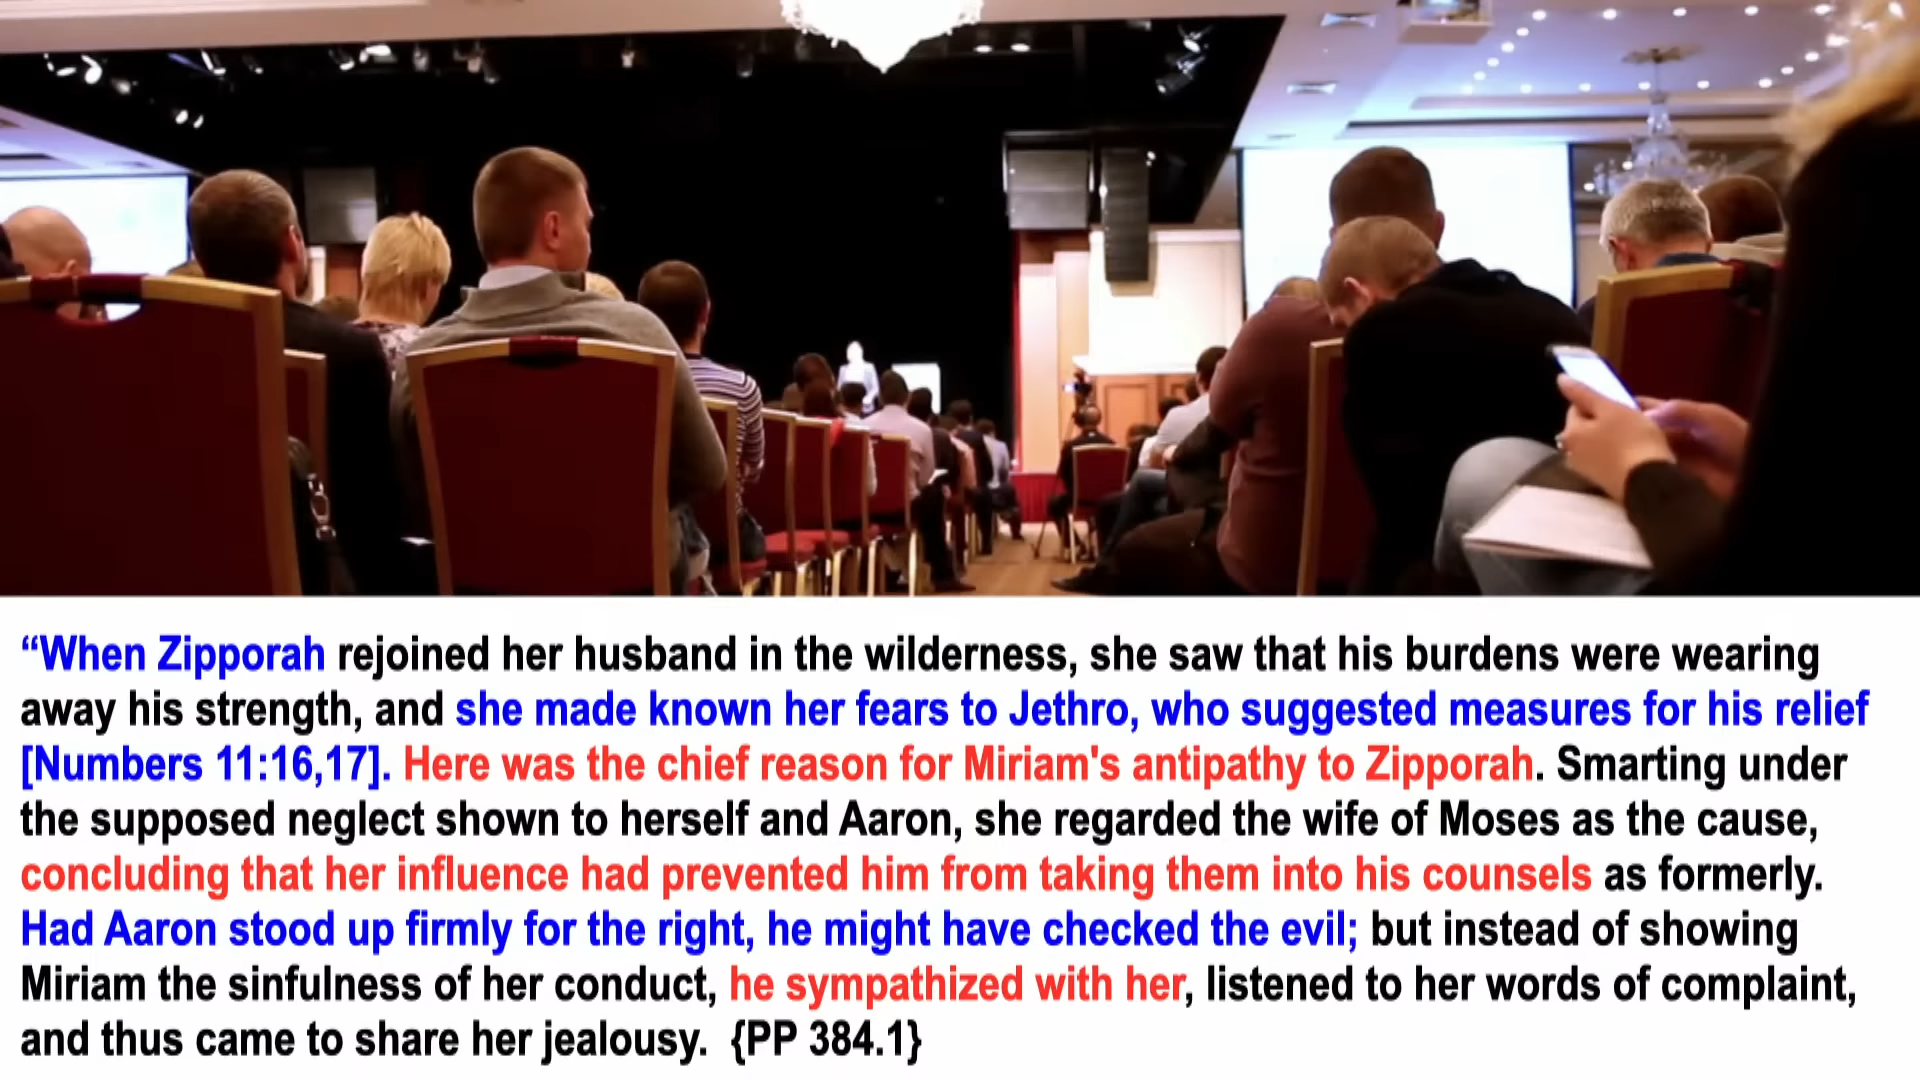 “When Zipporah rejoined her husband in the wilderness, she saw that his burdens were wearing
away his strength, and she made known her fears to Jethro, who suggested measures for his relief
[Numbers 11:16,17]. Here was the chief reason for Miriam's antipathy to Zipporah. Smarting under
the supposed neglect shown to herself and Aaron, she regarded the wife of Moses as the cause,
concluding that her influence had prevented him from taking them into his counsels as formerly.
Had Aaron stood up firmly for the right, he might have checked the evil; but instead of showing
Miriam the sinfulness of her conduct, he sympathized with her, listened to her words of complaint,
and thus came to share her jealousy.  {PP 384.1}